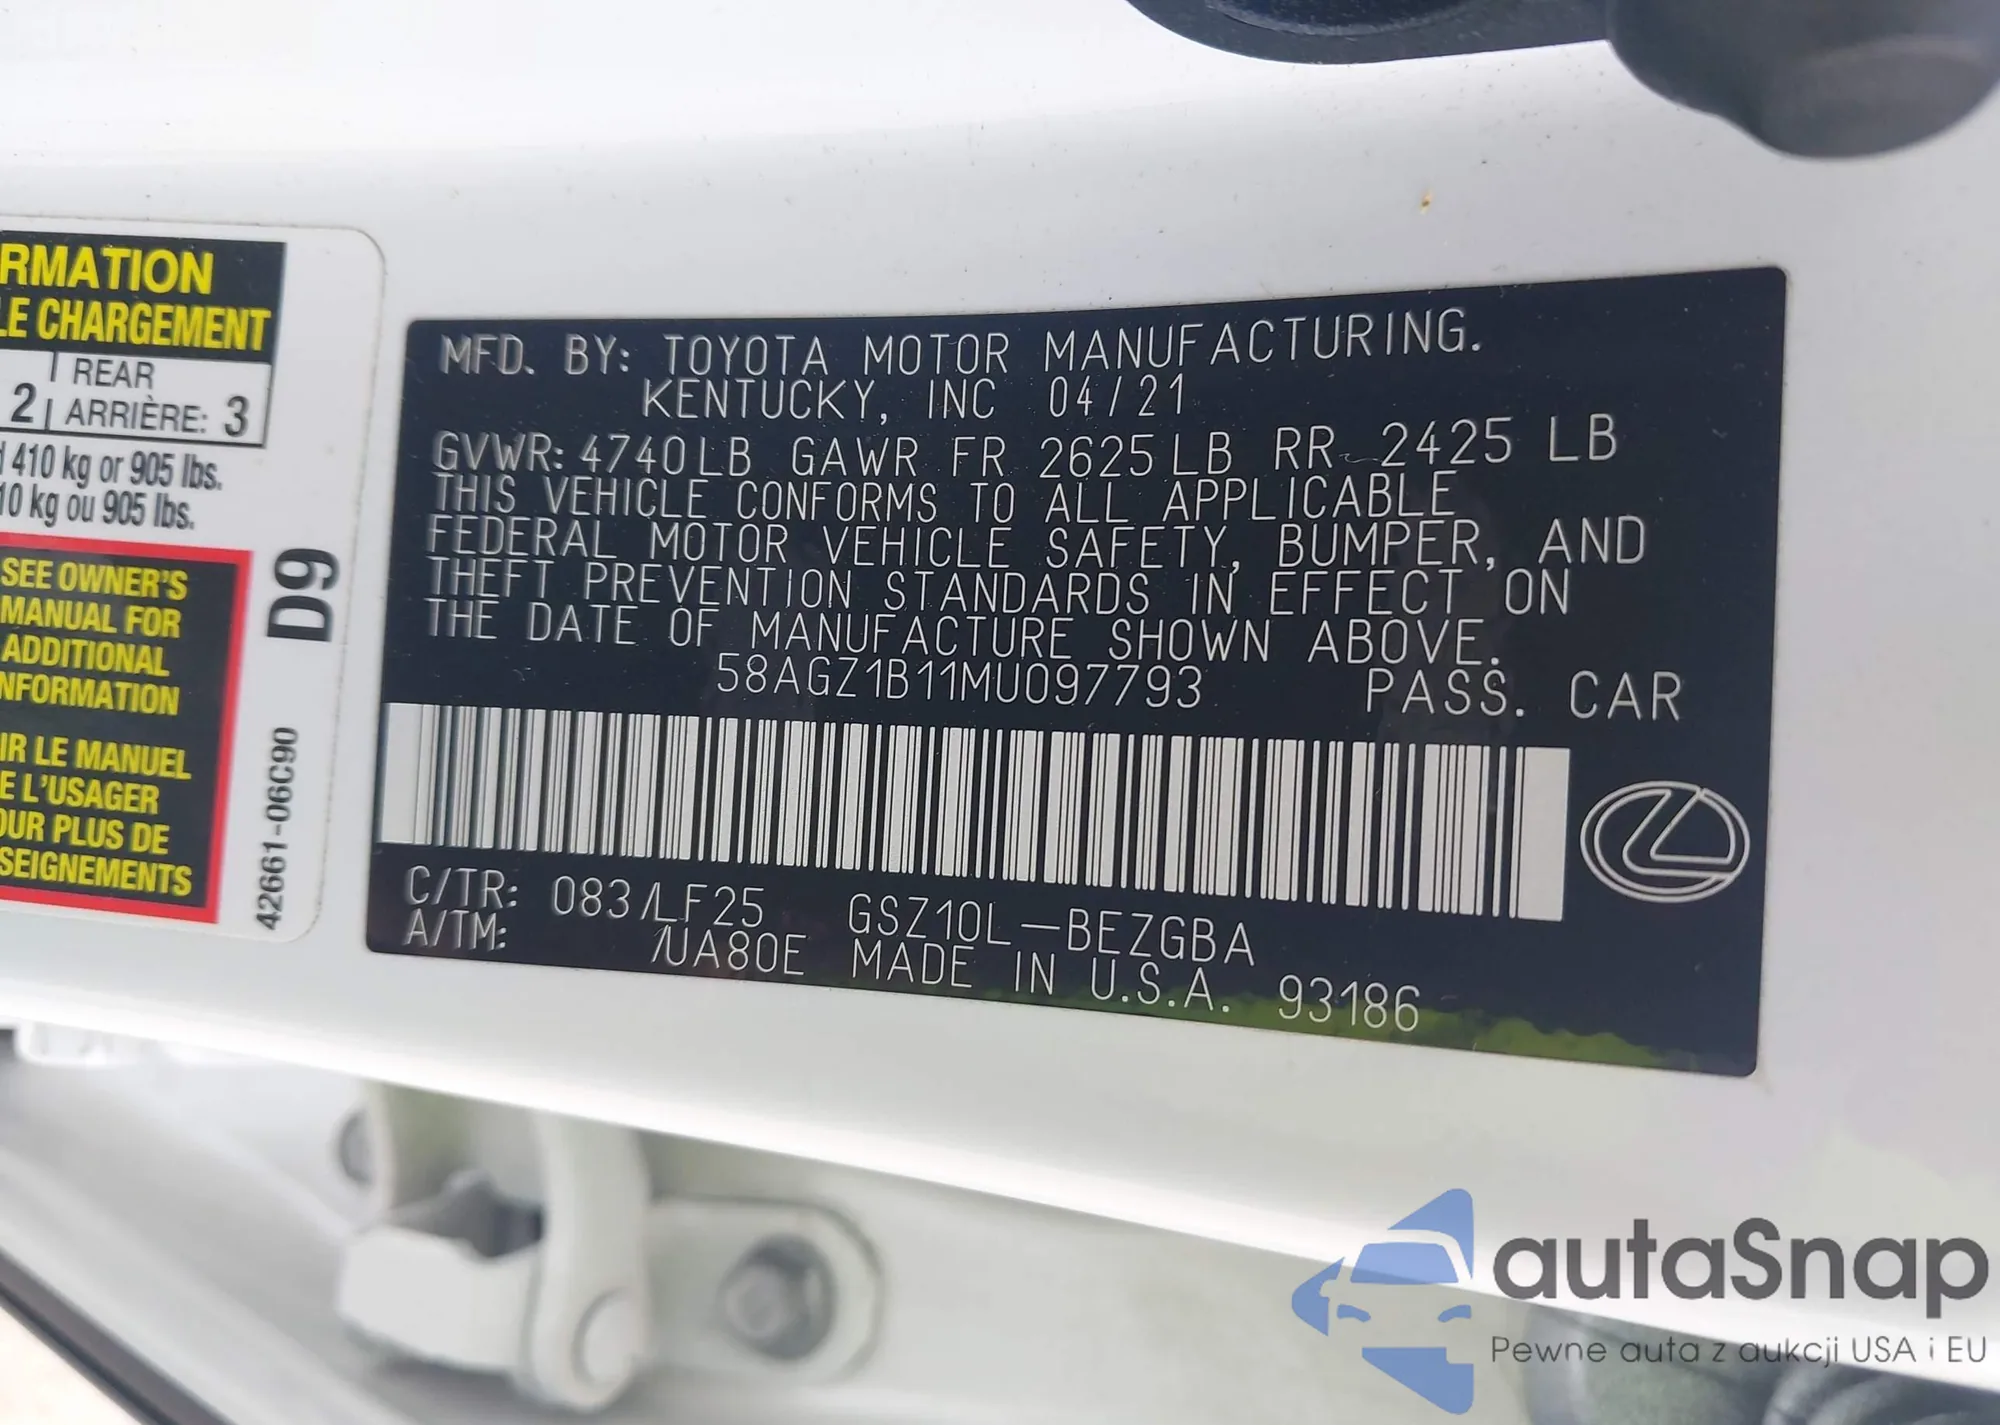 RMATION
LE CHARGEMENT
2 REAR
ARRIÈRE: 3
410 kg or 905 lbs.
10 kg ou 905 lbs.
SEE OWNER'S
MANUAL FOR
ADDITIONAL
NFORMATION
IR LE MANUEL
E L'USAGER
OUR PLUS DE
SEIGNEMENTS
D9
42661-06C90
MFD. BY: TOYOTA MOTOR MANUFACTURING.
KENTUCKY, INC 04/21
GVWR: 4740LB GAWR FR 2625LB RR 2425 LB
THIS VEHICLE CONFORMS TO ALL APPLICABLE
FEDERAL MOTOR VEHICLE SAFETY, BUMPER, AND
THEFT PREVENTION STANDARDS IN EFFECT ON
THE DATE OF MANUFACTURE SHOWN ABOVE.
58AGZ1B11MU097793 PASS. CAR
C/TR: 083/LF25 GSZ10L-BEZGBA
A/TM: /UA80E MADE IN U.S.A. 93186
autaSnap
Pewne auta z aukcji USA i EU